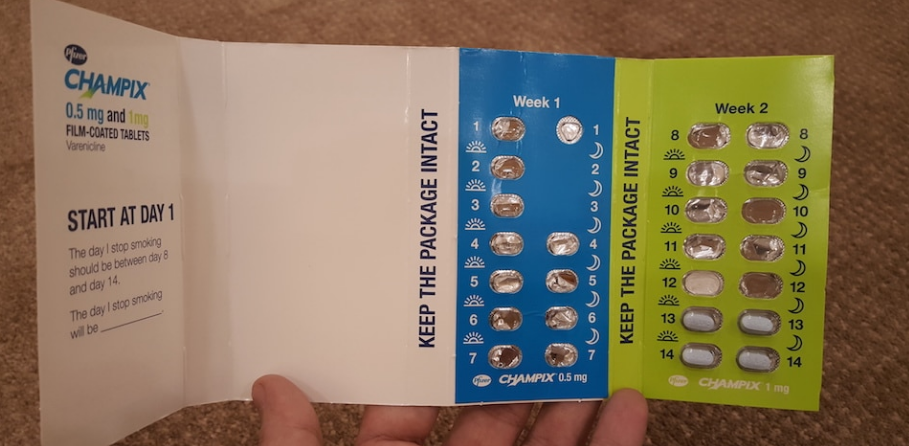 Pfizer
CHAMPIX
0.5 mg and 1mg
FILM-COATED TABLETS
Varenicline
START AT DAY 1
The day I stop smoking
should be between day 8
and day 14.
The day I stop smoking
will be ____________.
KEEP THE PACKAGE INTACT
Week 1
1 1
2 2
3 3
4 4
5 5
6 6
7 7
Pfizer CHAMPIX 0.5 mg
KEEP THE PACKAGE INTACT
Week 2
8 8
9 9
10 10
11 11
12 12
13 13
14 14
Pfizer CHAMPIX 1 mg